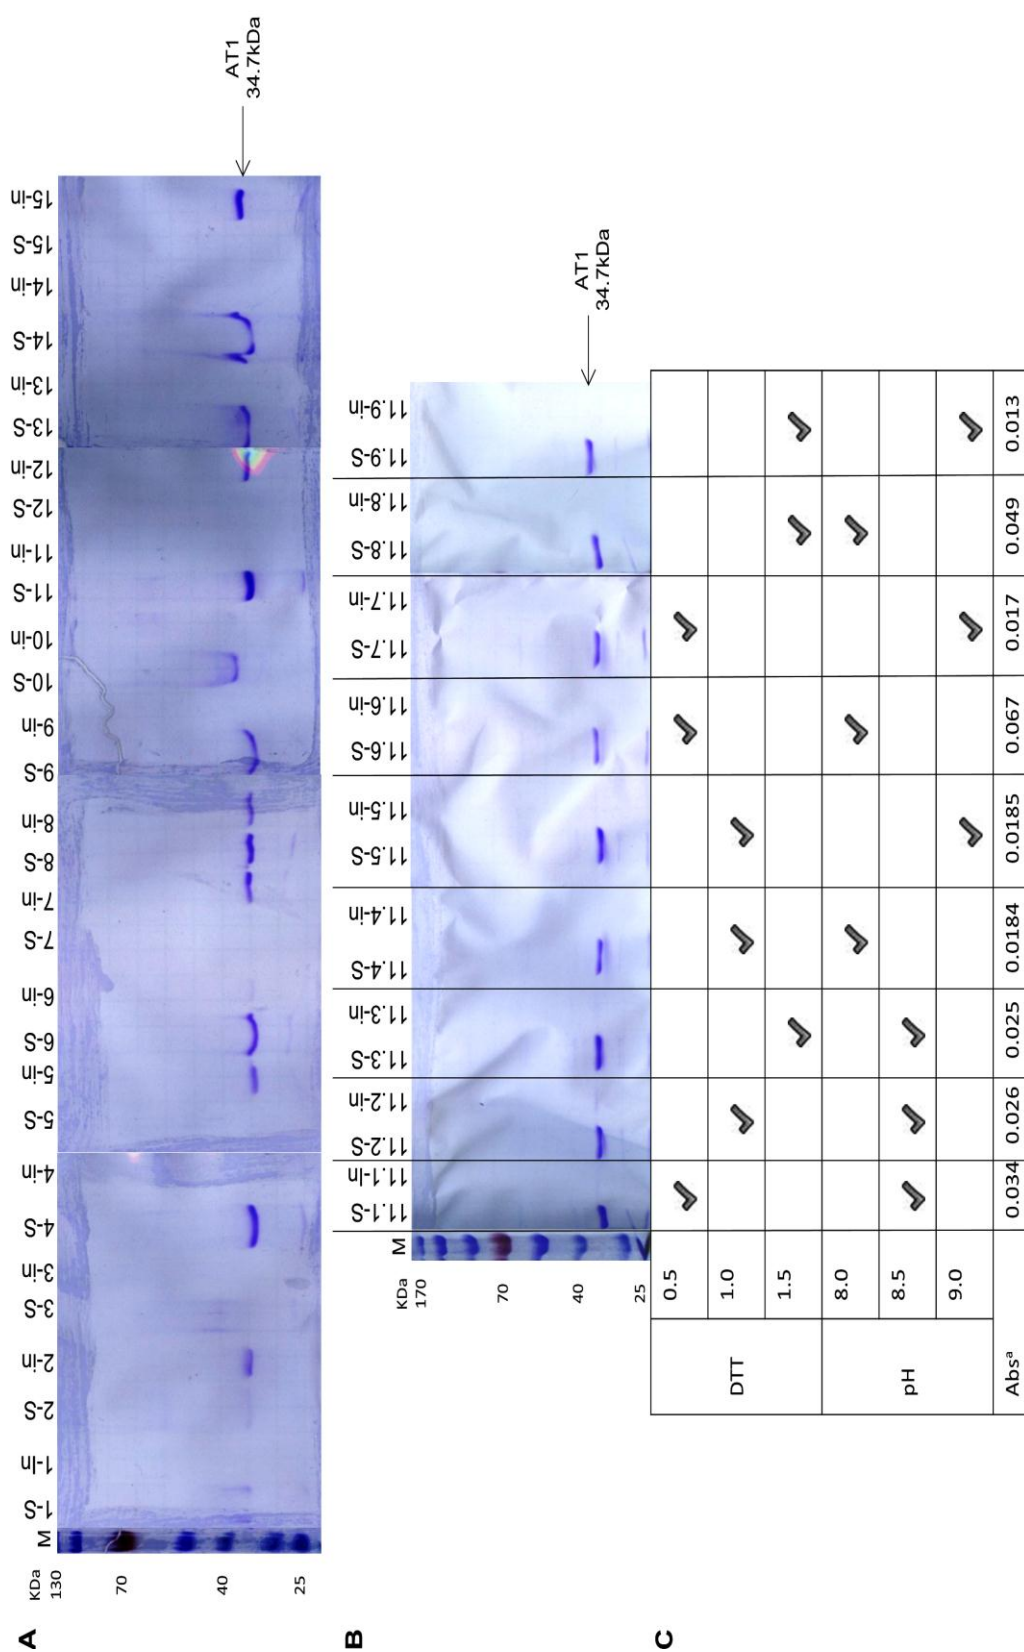 A
KDa
130
70
40
25
M
1-S
1-In
2-S
2-in
3-S
3-in
4-S
4-in
5-S
5-in
6-S
6-in
7-S
7-in
8-S
8-in
9-S
9-in
10-S
10-in
11-S
11-in
12-S
12-in
13-S
13-in
14-S
14-in
15-S
15-in
AT1
34.7kDa
B
KDa
170
70
40
25
M
11.1-S
11.1-In
11.2-S
11.2-in
11.3-S
11.3-in
11.4-S
11.4-in
11.5-S
11.5-in
11.6-S
11.6-in
11.7-S
11.7-in
11.8-S
11.8-in
11.9-S
11.9-in
AT1
34.7kDa
C
DTT
0.5
1.0
1.5
pH
8.0
8.5
9.0
Absᵃ 0.034 0.026 0.025 0.0184 0.0185 0.067 0.017 0.049 0.013